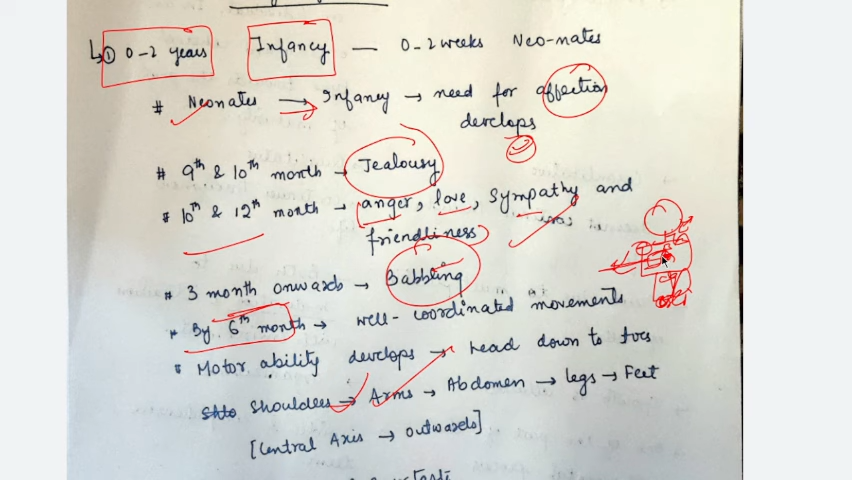 ① 0-2 years Infancy — 0-2 weeks Neo-nates
# Neonates → Infancy → need for affection
develops
# 9th & 10th month → Jealousy
# 10th & 12th month → anger, love, sympathy and
friendliness
# 3 month onwards → Babbling
* By 6th month → well-coordinated movements
* Motor ability develops → head down to toes
Shoulders → Arms → Abdomen → legs → Feet
[Central Axis → outwards]